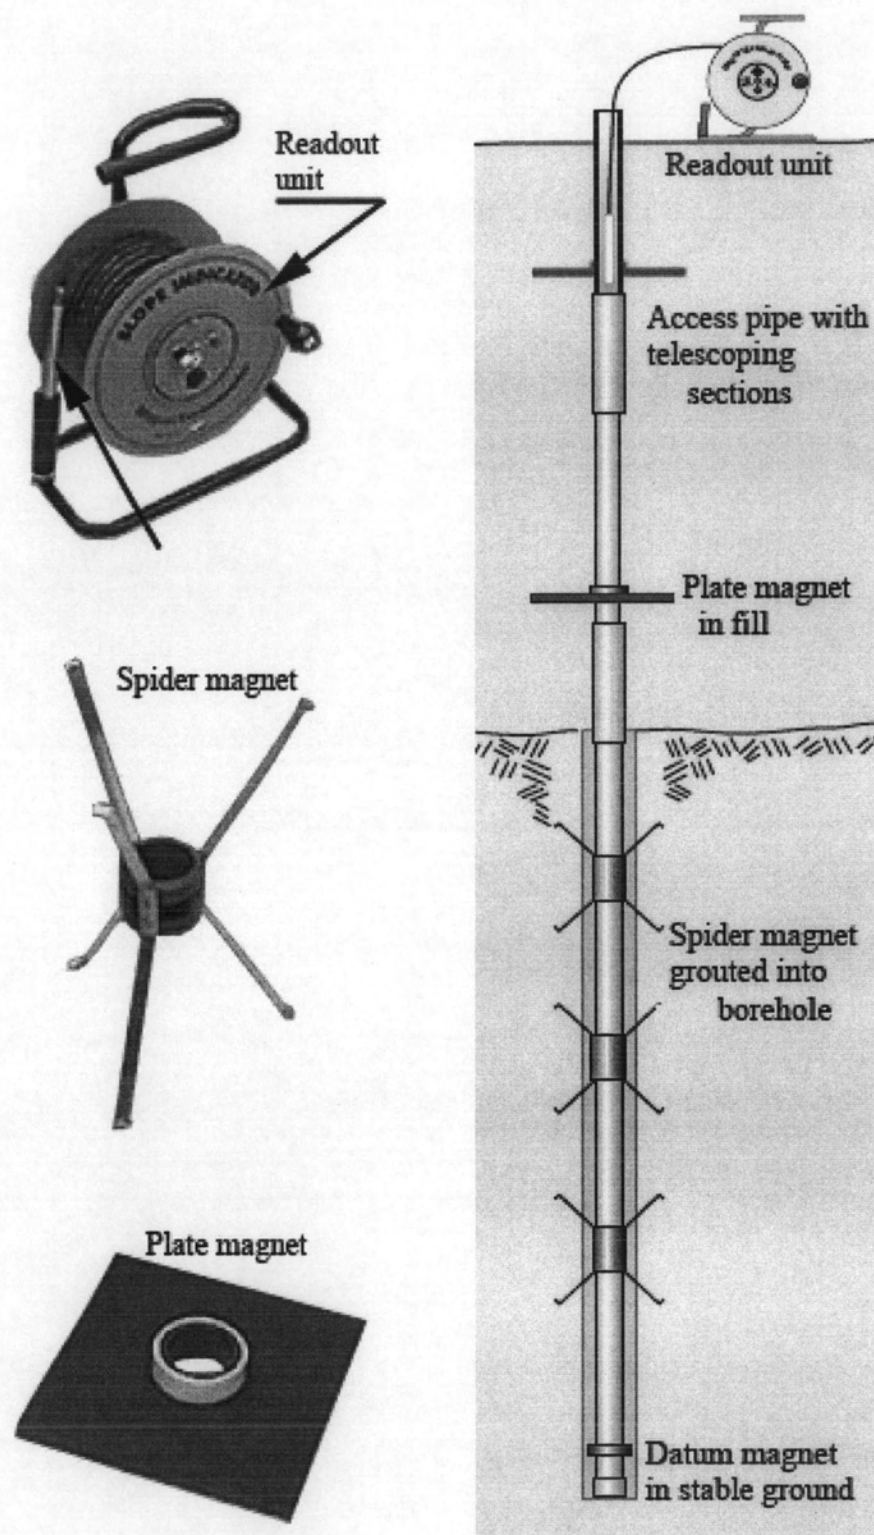 Readout
unit
SLOPE INDICATOR
Spider magnet
Plate magnet
Readout unit
Access pipe with
telescoping
sections
Plate magnet
in fill
Spider magnet
grouted into
borehole
Datum magnet
in stable ground